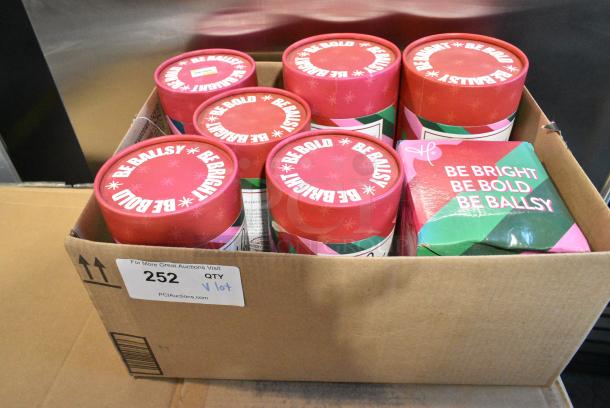 BE BALLSY * BE BRIGHT * BE BOLD *
BE BOLD * BE BALLSY * BE BRIGHT *
BE BRIGHT * BE BOLD * BE BALLSY *
BE BOLD * BE BALLSY * BE BRIGHT *
BE BALLSY * BE BRIGHT * BE BOLD *
BE BOLD * BE BALLSY * BE BRIGHT *
BE BRIGHT
BE BOLD
BE BALLSY
For More Great Auctions Visit
252 QTY
V lot
PCIAuctions.com
PCI